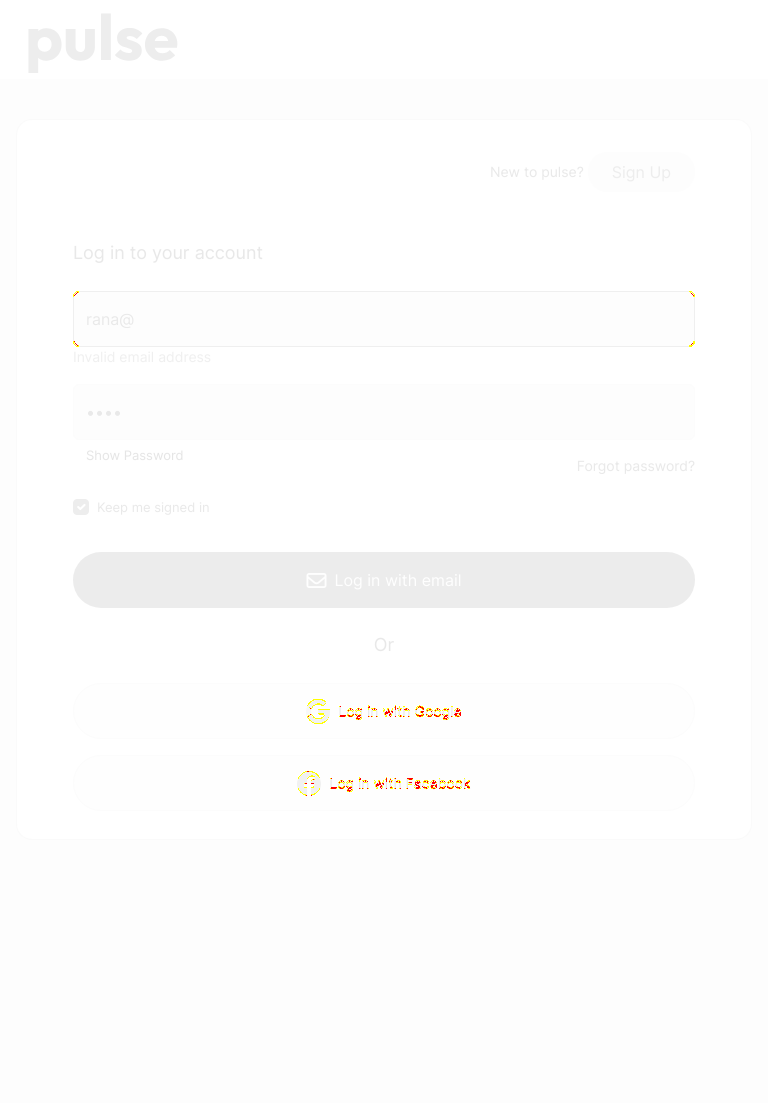 pulse
New to pulse? Sign Up
Log in to your account
rana@
Invalid email address
••••
Show Password
Forgot password?
Keep me signed in
Log in with email
Or
Log in with Google
Log in with Facebook